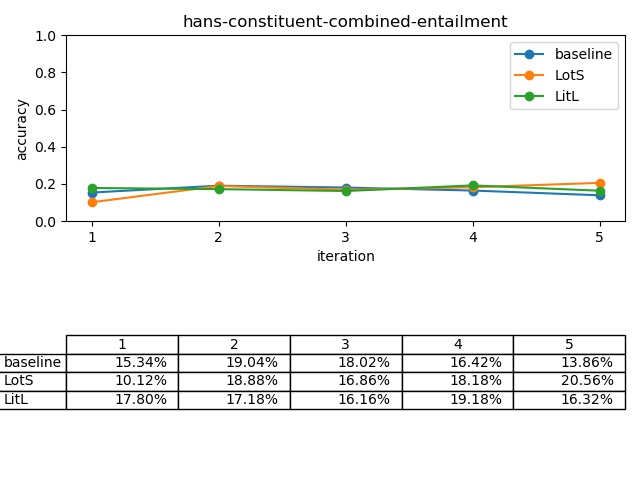 hans-constituent-combined-entailment
1.0
0.8
0.6
0.4
0.2
0.0
accuracy
baseline
LotS
LitL
1 2 3 4 5
iteration
1 2 3 4 5
baseline 15.34% 19.04% 18.02% 16.42% 13.86%
LotS 10.12% 18.88% 16.86% 18.18% 20.56%
LitL 17.80% 17.18% 16.16% 19.18% 16.32%